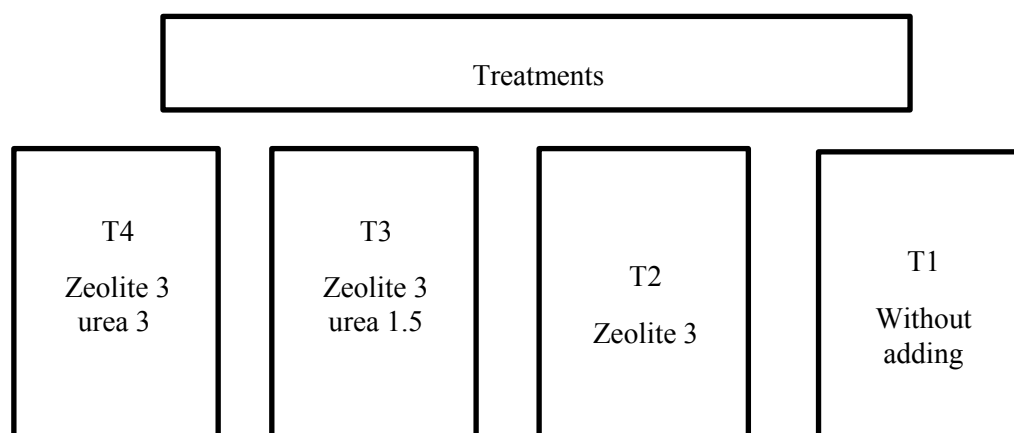 Treatments
T4
Zeolite 3
urea 3
T3
Zeolite 3
urea 1.5
T2
Zeolite 3
T1
Without
adding